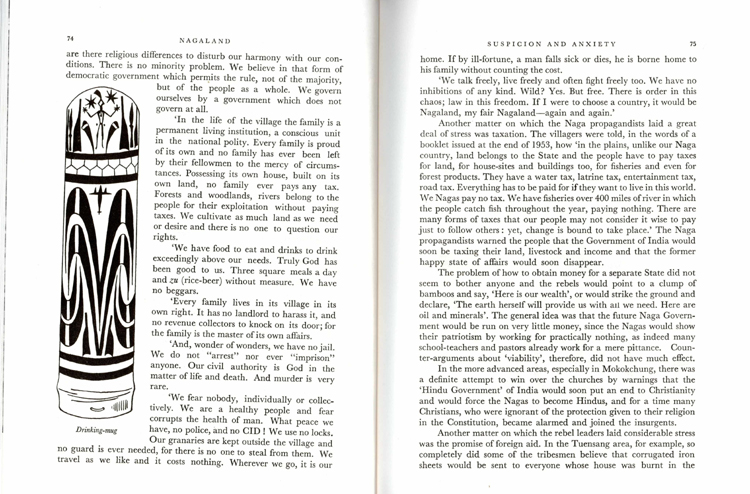 74
NAGALAND
are there religious differences to disturb our harmony with our con-
ditions. There is no minority problem. We believe in that form of
democratic government which permits the rule, not of the majority,
but of the people as a whole. We govern
ourselves by a government which does not
govern at all.
'In the life of the village the family is a
permanent living institution, a conscious unit
in the national polity. Every family is proud
of its own and no family has ever been left
by their fellowmen to the mercy of circums-
tances. Possessing its own house, built on its
own land, no family ever pays any tax.
Forests and woodlands, rivers belong to the
people for their exploitation without paying
taxes. We cultivate as much land as we need
or desire and there is no one to question our
rights.
'We have food to eat and drinks to drink
exceedingly above our needs. Truly God has
been good to us. Three square meals a day
and zu (rice-beer) without measure. We have
no beggars.
'Every family lives in its village in its
own right. It has no landlord to harass it, and
no revenue collectors to knock on its door; for
the family is the master of its own affairs.
'And, wonder of wonders, we have no jail.
We do not "arrest" nor ever "imprison"
anyone. Our civil authority is God in the
matter of life and death. And murder is very
rare.
'We fear nobody, individually or collec-
tively. We are a healthy people and fear
corrupts the health of man. What peace we
have, no police, and no CID! We use no locks.
Our granaries are kept outside the village and
no guard is ever needed, for there is no one to steal from them. We
travel as we like and it costs nothing. Wherever we go, it is our
Drinking-mug
SUSPICION AND ANXIETY
75
home. If by ill-fortune, a man falls sick or dies, he is borne home to
his family without counting the cost.
'We talk freely, live freely and often fight freely too. We have no
inhibitions of any kind. Wild? Yes. But free. There is order in this
chaos; law in this freedom. If I were to choose a country, it would be
Nagaland, my fair Nagaland—again and again.'
Another matter on which the Naga propagandists laid a great
deal of stress was taxation. The villagers were told, in the words of a
booklet issued at the end of 1953, how 'in the plains, unlike our Naga
country, land belongs to the State and the people have to pay taxes
for land, for house-sites and buildings too, for fisheries and even for
forest products. They have a water tax, latrine tax, entertainment tax,
road tax. Everything has to be paid for if they want to live in this world.
We Nagas pay no tax. We have fisheries over 400 miles of river in which
the people catch fish throughout the year, paying nothing. There are
many forms of taxes that our people may not consider it wise to pay
just to follow others: yet, change is bound to take place.' The Naga
propagandists warned the people that the Government of India would
soon be taxing their land, livestock and income and that the former
happy state of affairs would soon disappear.
The problem of how to obtain money for a separate State did not
seem to bother anyone and the rebels would point to a clump of
bamboos and say, 'Here is our wealth', or would strike the ground and
declare, 'The earth herself will provide us with all we need. Here are
oil and minerals'. The general idea was that the future Naga Govern-
ment would be run on very little money, since the Nagas would show
their patriotism by working for practically nothing, as indeed many
school-teachers and pastors already work for a mere pittance. Coun-
ter-arguments about 'viability', therefore, did not have much effect.
In the more advanced areas, especially in Mokokchung, there was
a definite attempt to win over the churches by warnings that the
'Hindu Government' of India would soon put an end to Christianity
and would force the Nagas to become Hindus, and for a time many
Christians, who were ignorant of the protection given to their religion
in the Constitution, became alarmed and joined the insurgents.
Another matter on which the rebel leaders laid considerable stress
was the promise of foreign aid. In the Tuensang area, for example, so
completely did some of the tribesmen believe that corrugated iron
sheets would be sent to everyone whose house was burnt in the